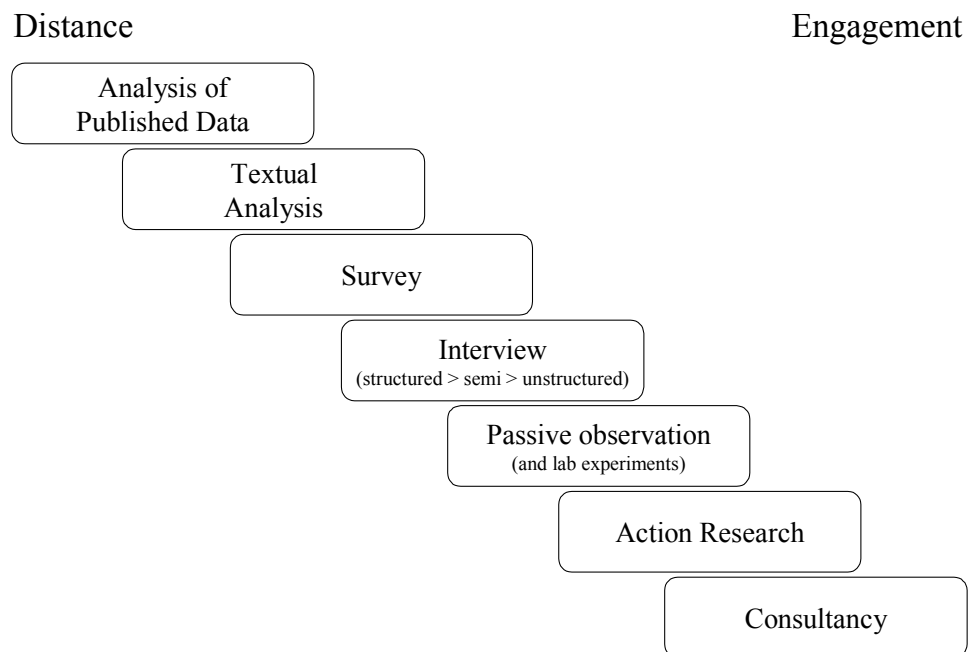 Distance
Engagement
Analysis of
Published Data
Textual
Analysis
Survey
Interview
(structured > semi > unstructured)
Passive observation
(and lab experiments)
Action Research
Consultancy